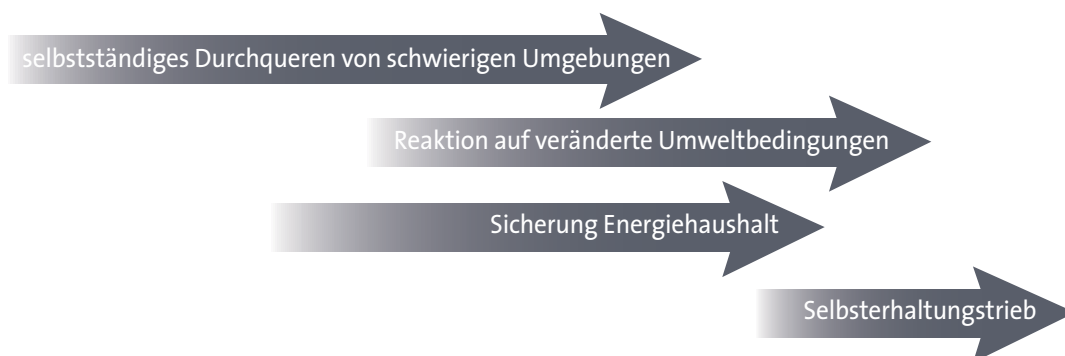 selbstständiges Durchqueren von schwierigen Umgebungen
Reaktion auf veränderte Umweltbedingungen
Sicherung Energiehaushalt
Selbsterhaltungstrieb